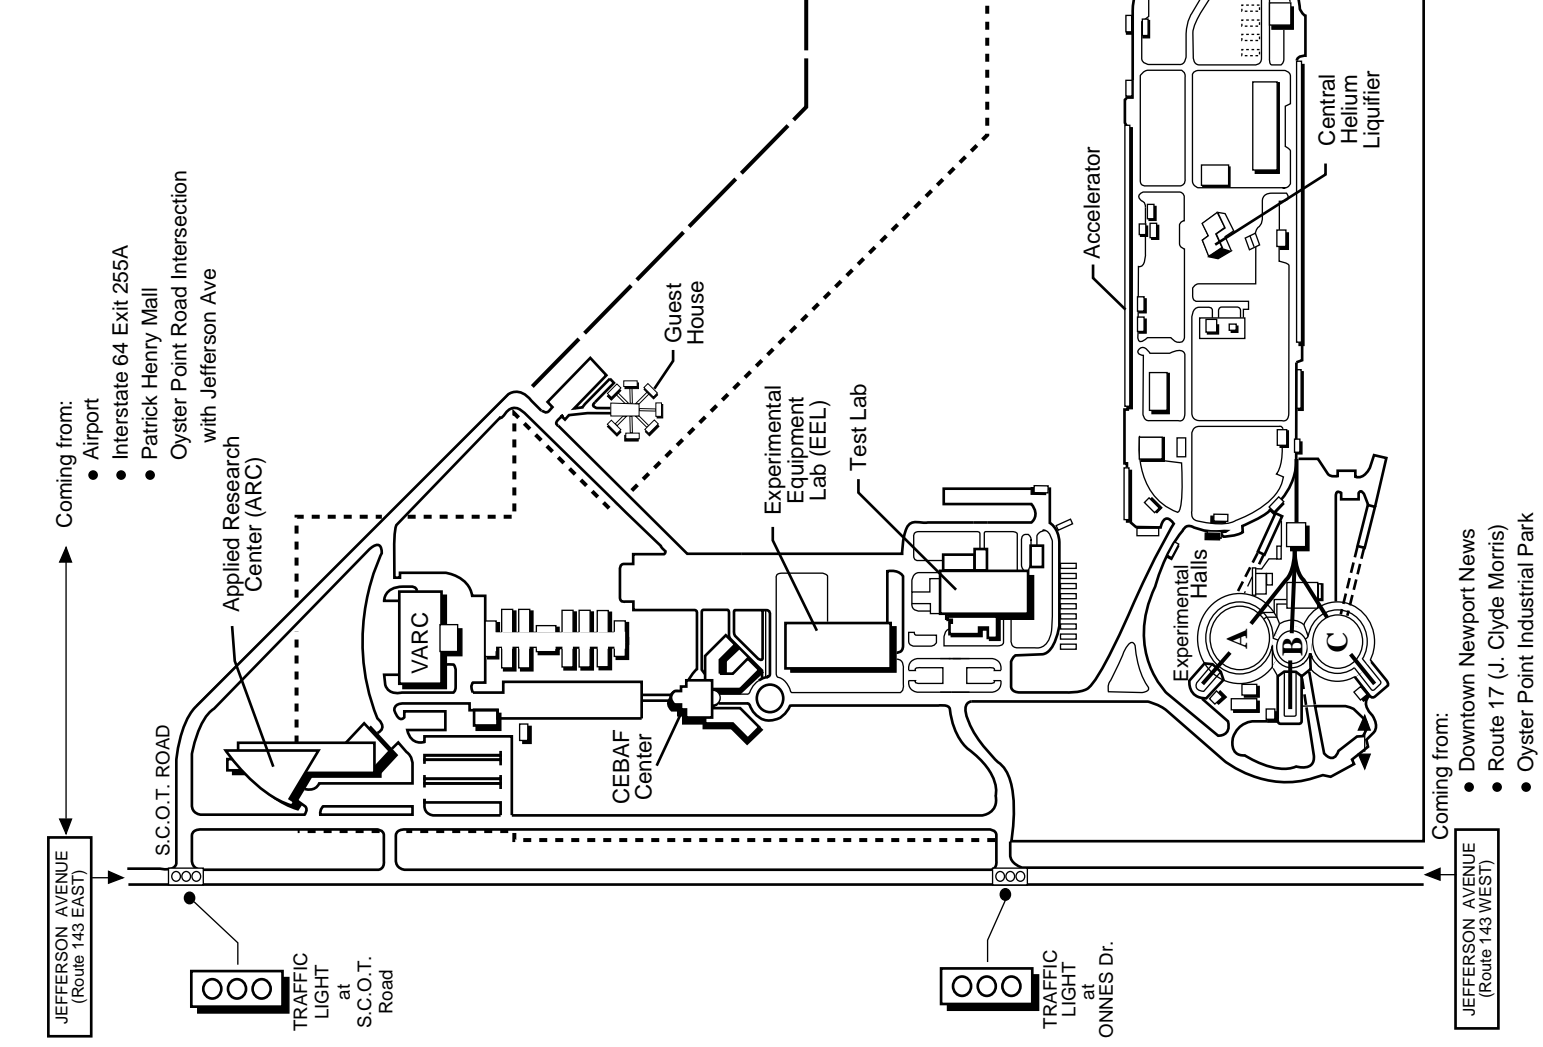 Coming from:
● Airport
● Interstate 64 Exit 255A
● Patrick Henry Mall
Oyster Point Road Intersection
with Jefferson Ave
JEFFERSON AVENUE
(Route 143 EAST)
S.C.O.T. ROAD
Applied Research
Center (ARC)
VARC
CEBAF
Center
Guest
House
Experimental
Equipment
Lab (EEL)
Test Lab
Accelerator
Central
Helium
Liquifier
Experimental
Halls
A
B
C
TRAFFIC
LIGHT
at
S.C.O.T.
Road
TRAFFIC
LIGHT
at
ONNES Dr.
JEFFERSON AVENUE
(Route 143 WEST)
Coming from:
● Downtown Newport News
● Route 17 (J. Clyde Morris)
● Oyster Point Industrial Park